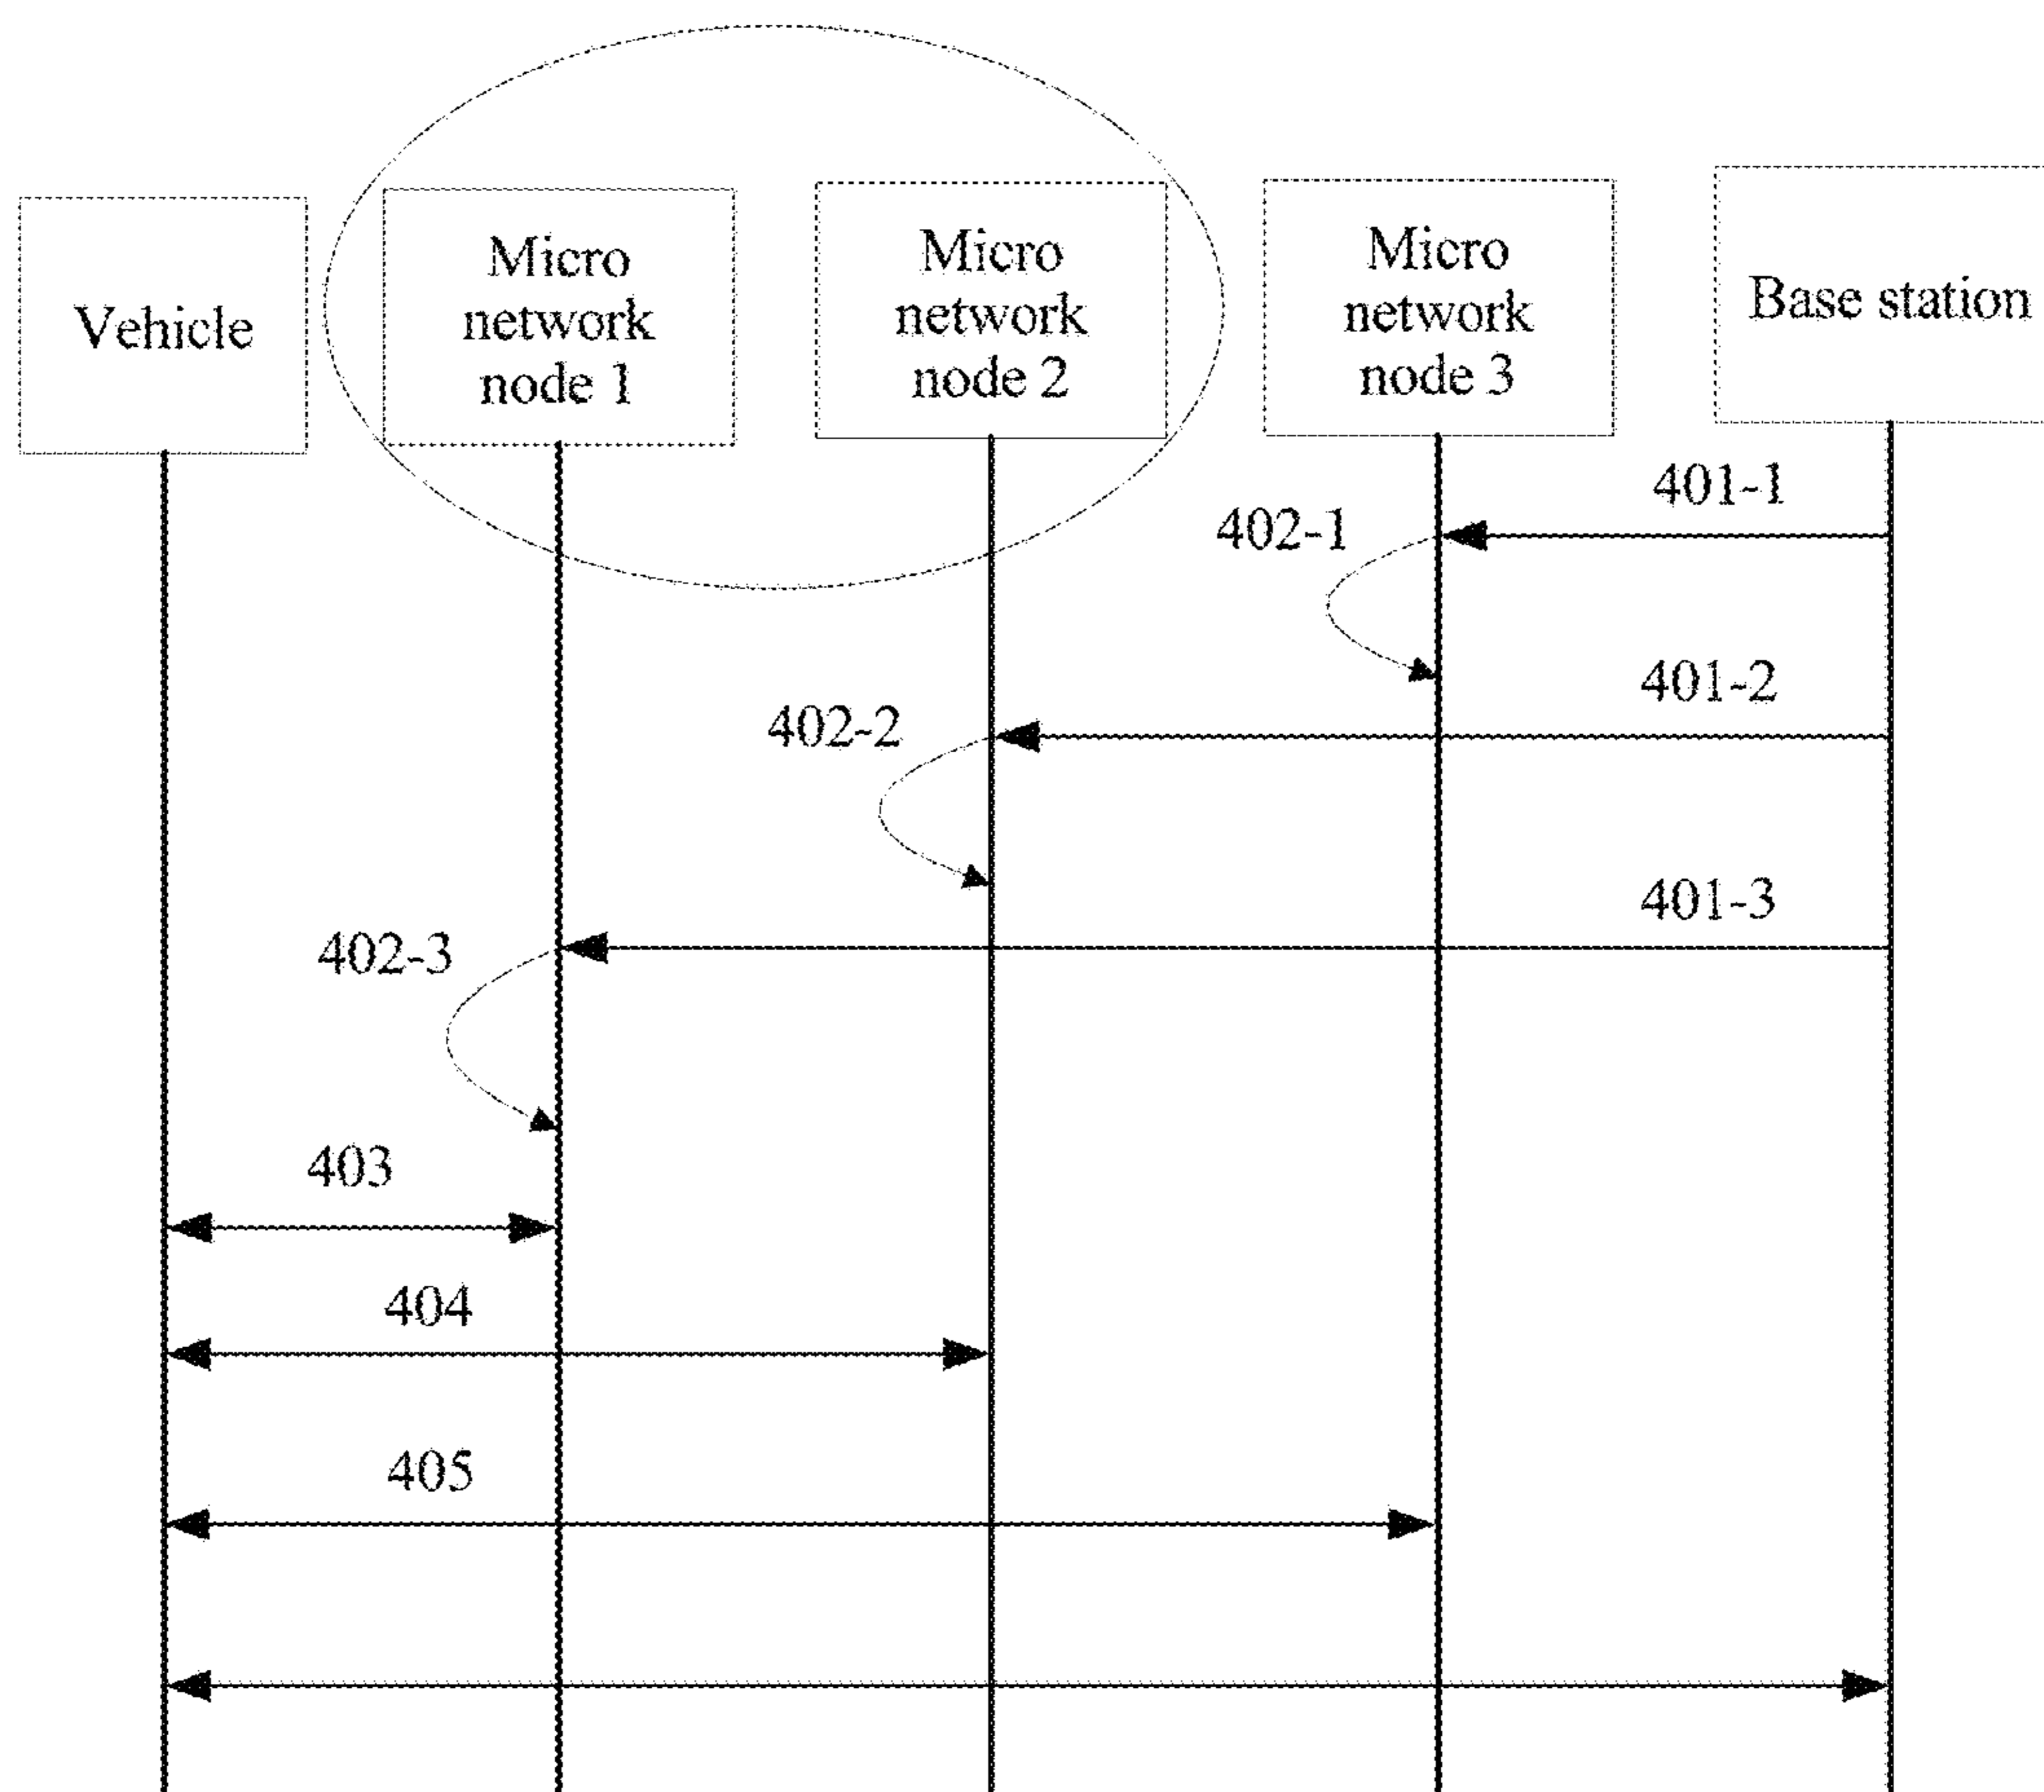 Vehicle
Micro
network
node 1
Micro
network
node 2
Micro
network
node 3
Base station
401-1
402-1
401-2
402-2
401-3
402-3
403
404
405